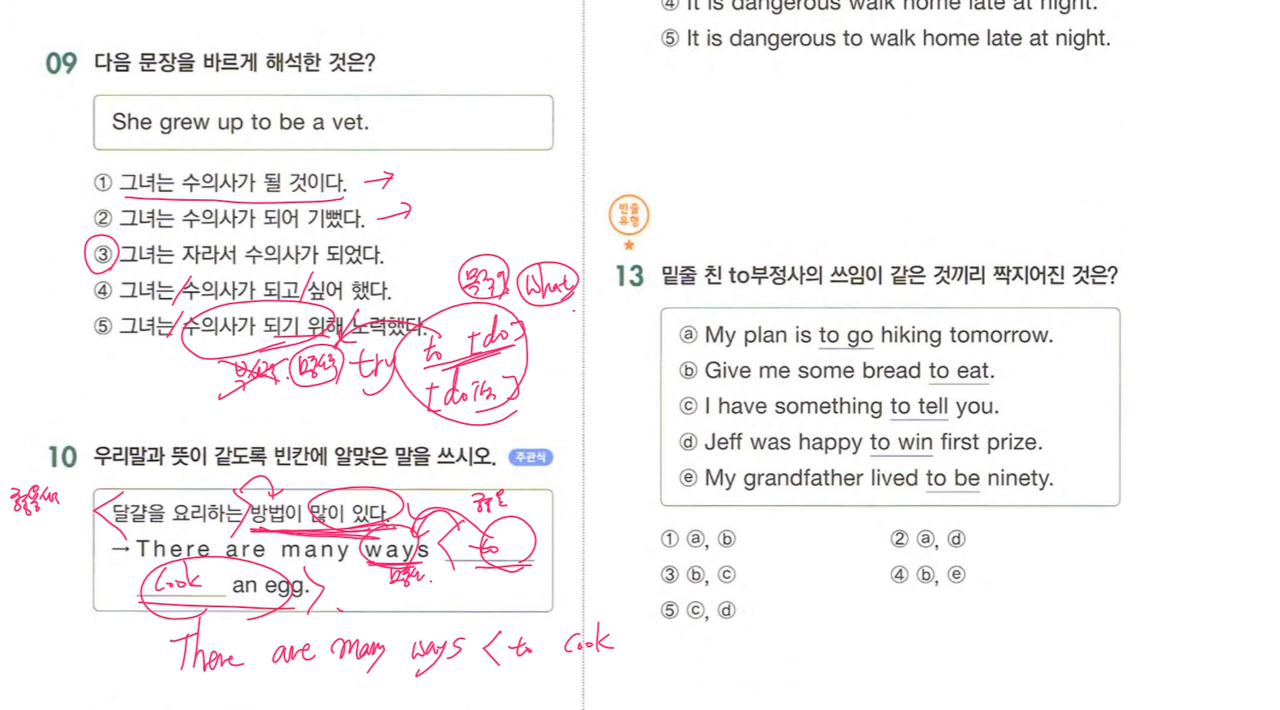 09 다음 문장을 바르게 해석한 것은?
She grew up to be a vet.
① 그녀는 수의사가 될 것이다.
② 그녀는 수의사가 되어 기뻤다.
③ 그녀는 자라서 수의사가 되었다.
④ 그녀는 수의사가 되고 싶어 했다.
⑤ 그녀는 수의사가 되기 위해 노력했다.
목적어 What
명사 try to +do
+doing
10 우리말과 뜻이 같도록 빈칸에 알맞은 말을 쓰시오. 주관식
달걀을 요리하는 방법이 많이 있다.
→ There are many ways to
cook an egg.
There are many ways < to cook
④ It is dangerous walk home late at night.
⑤ It is dangerous to walk home late at night.
빈출
유형
13 밑줄 친 to부정사의 쓰임이 같은 것끼리 짝지어진 것은?
ⓐ My plan is to go hiking tomorrow.
ⓑ Give me some bread to eat.
ⓒ I have something to tell you.
ⓓ Jeff was happy to win first prize.
ⓔ My grandfather lived to be ninety.
① ⓐ, ⓑ ② ⓐ, ⓓ
③ ⓑ, ⓒ ④ ⓑ, ⓔ
⑤ ⓒ, ⓓ